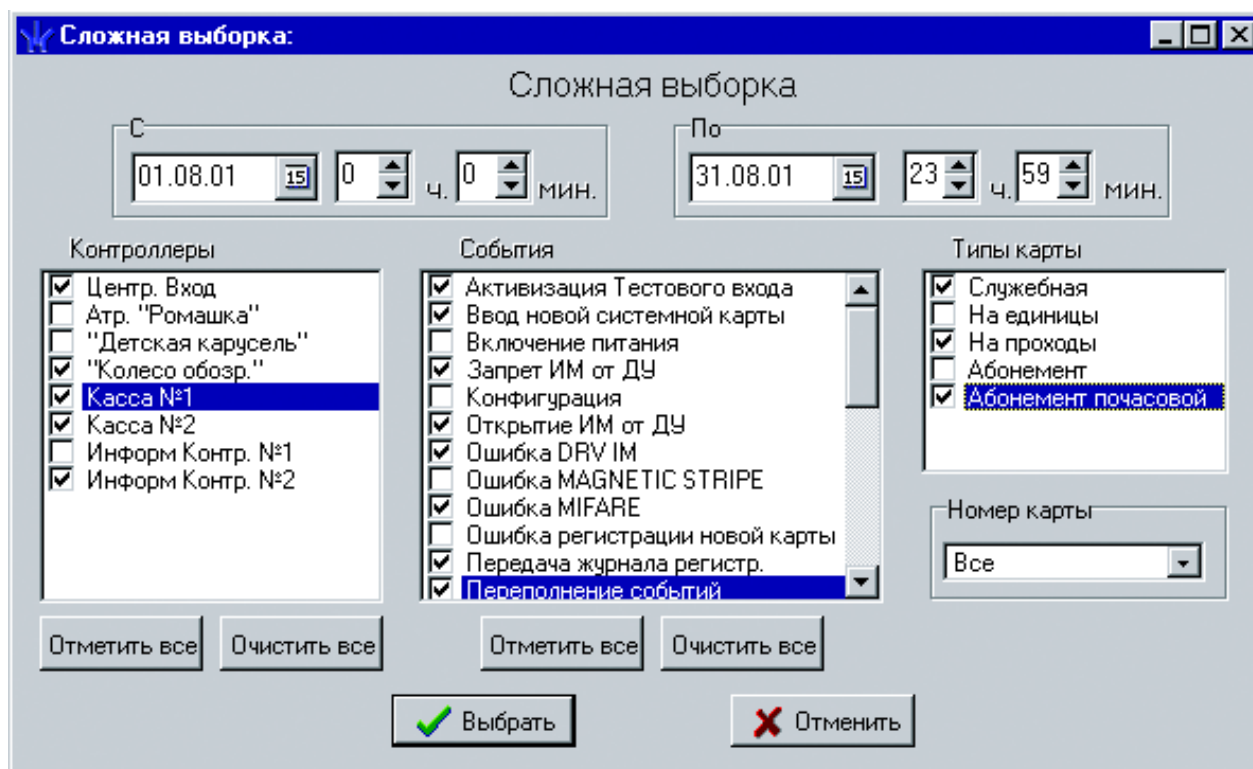 Сложная выборка:
Сложная выборка
С
01.08.01 15 0 ч. 0 мин.
По
31.08.01 15 23 ч. 59 мин.
Контроллеры
Центр. Вход
Атр. "Ромашка"
"Детская карусель"
"Колесо обозр."
Касса №1
Касса №2
Информ Контр. №1
Информ Контр. №2
Отметить все Очистить все
События
Активизация Тестового входа
Ввод новой системной карты
Включение питания
Запрет ИМ от ДУ
Конфигурация
Открытие ИМ от ДУ
Ошибка DRV IM
Ошибка MAGNETIC STRIPE
Ошибка MIFARE
Ошибка регистрации новой карты
Передача журнала регистр.
Переполнение событий
Отметить все Очистить все
Типы карты
Служебная
На единицы
На проходы
Абонемент
Абонемент почасовой
Номер карты
Все
Выбрать Отменить